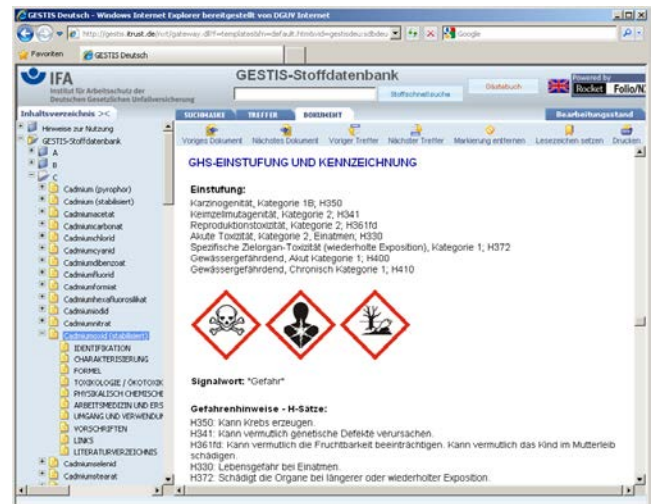 GESTIS Deutsch - Windows Internet Explorer bereitgestellt von DGUV Internet
Google
Favoriten GESTIS Deutsch
IFA
Institut für Arbeitsschutz der
Deutschen Gesetzlichen Unfallversicherung
GESTIS-Stoffdatenbank
Stoffschnellsuche
Gästebuch
Powered by
Rocket Folio/N
Inhaltsverzeichnis ><
SUCHMASKE TREFFER DOKUMENT Bearbeitungsstand
Voriges Dokument Nächstes Dokument Voriger Treffer Nächster Treffer Markierung entfernen Lesezeichen setzen Drucken
Hinweise zur Nutzung
GESTIS-Stoffdatenbank
A
B
C
Cadmium (pyrophor)
Cadmium (stabilisiert)
Cadmiumacetat
Cadmiumcarbonat
Cadmiumchlorid
Cadmiumcyanid
Cadmiumdibenzoat
Cadmiumfluorid
Cadmiumformiat
Cadmiumhexafluorosilikat
Cadmiumiodid
Cadmiumnitrat
Cadmiumoxid (stabilisiert)
IDENTIFIKATION
CHARAKTERISIERUNG
FORMEL
TOXIKOLOGIE / ÖKOTOXIK
PHYSIKALISCH CHEMISCHE
ARBEITSMEDIZIN UND ERS
UMGANG UND VERWENDUN
VORSCHRIFTEN
LINKS
LITERATURVERZEICHNIS
Cadmiumselenid
Cadmiumstearat
GHS-EINSTUFUNG UND KENNZEICHNUNG
Einstufung:
Karzinogenität, Kategorie 1B; H350
Keimzellmutagenität, Kategorie 2; H341
Reproduktionstoxizität, Kategorie 2; H361fd
Akute Toxizität, Kategorie 2, Einatmen; H330
Spezifische Zielorgan-Toxizität (wiederholte Exposition), Kategorie 1; H372
Gewässergefährdend, Akut Kategorie 1; H400
Gewässergefährdend, Chronisch Kategorie 1; H410
Signalwort: "Gefahr"
Gefahrenhinweise - H-Sätze:
H350: Kann Krebs erzeugen.
H341: Kann vermutlich genetische Defekte verursachen.
H361fd: Kann vermutlich die Fruchtbarkeit beeinträchtigen. Kann vermutlich das Kind im Mutterleib
schädigen.
H330: Lebensgefahr bei Einatmen.
H372: Schädigt die Organe bei längerer oder wiederholter Exposition.